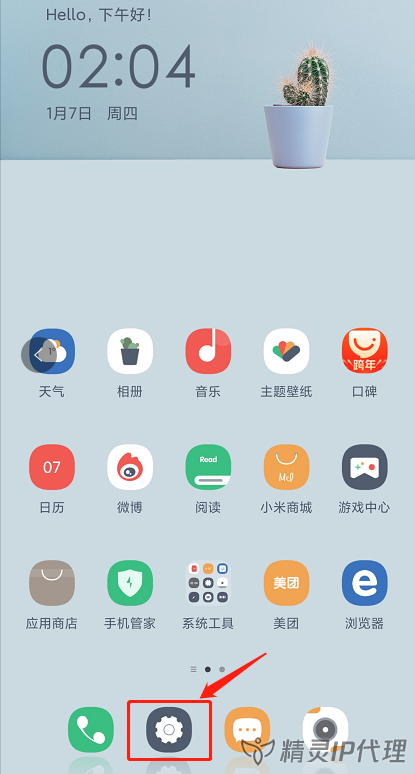 Hello, 下午好!
02:04
1月7日 周四
1°
跨年
天气 相册 音乐 主题壁纸 口碑
07
Read
Mi
日历 微博 阅读 小米商城 游戏中心
美团
应用商店 手机管家 系统工具 美团 浏览器
精灵IP代理